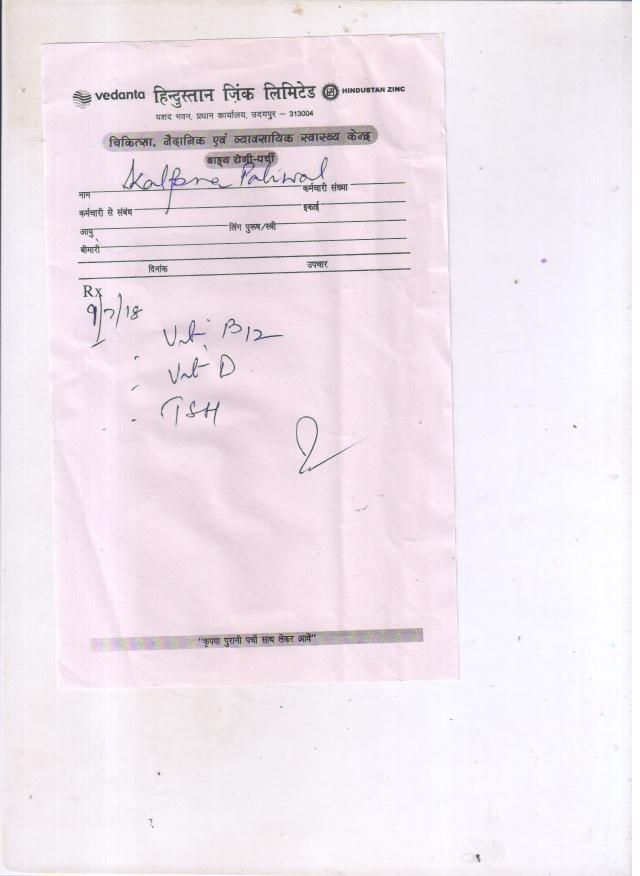 vedanta हिन्दुस्तान ज़िंक लिमिटेड HINDUSTAN ZINC
यशद भवन, प्रधान कार्यालय, उदयपुर – 313004
चिकित्सा, नैदानिक एवं व्यावसायिक स्वास्थ्य केन्द्र
बाह्य रोगी-पर्ची
नाम Kalpana Paliwal कर्मचारी संख्या
कर्मचारी से संबंध इकाई
आयु लिंग पुरूष/स्त्री
बीमारी
दिनांक उपचार
Rx
9/7/18
Vit B12
Vit D
TSH
“कृपया पुरानी पर्ची साथ लेकर आवें”